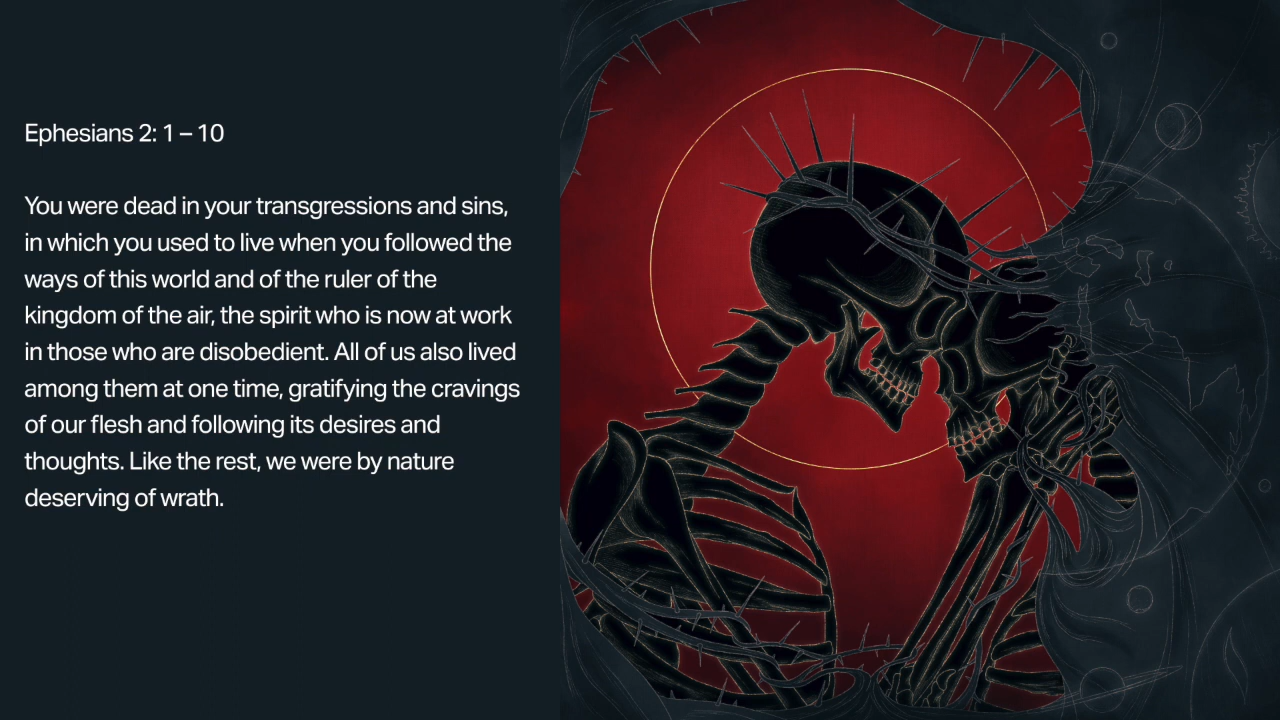 Ephesians 2: 1 – 10
You were dead in your transgressions and sins,
in which you used to live when you followed the
ways of this world and of the ruler of the
kingdom of the air, the spirit who is now at work
in those who are disobedient. All of us also lived
among them at one time, gratifying the cravings
of our flesh and following its desires and
thoughts. Like the rest, we were by nature
deserving of wrath.